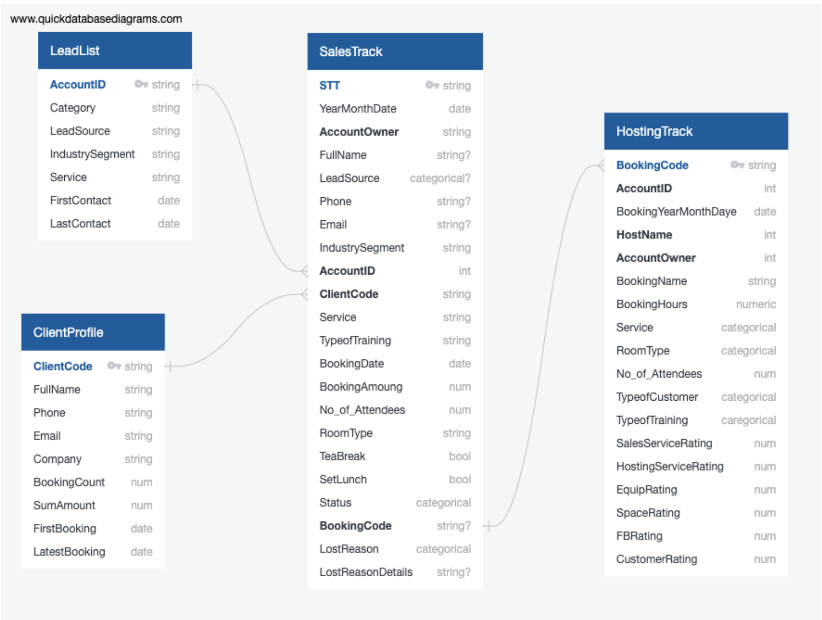 www.quickdatabasediagrams.com
LeadList
AccountID string
Category string
LeadSource string
IndustrySegment string
Service string
FirstContact date
LastContact date
ClientProfile
ClientCode string
FullName string
Phone string
Email string
Company string
BookingCount num
SumAmount num
FirstBooking date
LatestBooking date
SalesTrack
STT string
YearMonthDate date
AccountOwner string
FullName string?
LeadSource categorical?
Phone string?
Email string?
IndustrySegment string
AccountID int
ClientCode string
Service string
TypeofTraining string
BookingDate date
BookingAmoung num
No_of_Attendees num
RoomType string
TeaBreak bool
SetLunch bool
Status categorical
BookingCode string?
LostReason categorical
LostReasonDetails string?
HostingTrack
BookingCode string
AccountID int
BookingYearMonthDaye date
HostName int
AccountOwner int
BookingName string
BookingHours numeric
Service categorical
RoomType categorical
No_of_Attendees num
TypeofCustomer categorical
TypeofTraining caregorical
SalesServiceRating num
HostingServiceRating num
EquipRating num
SpaceRating num
FBRating num
CustomerRating num